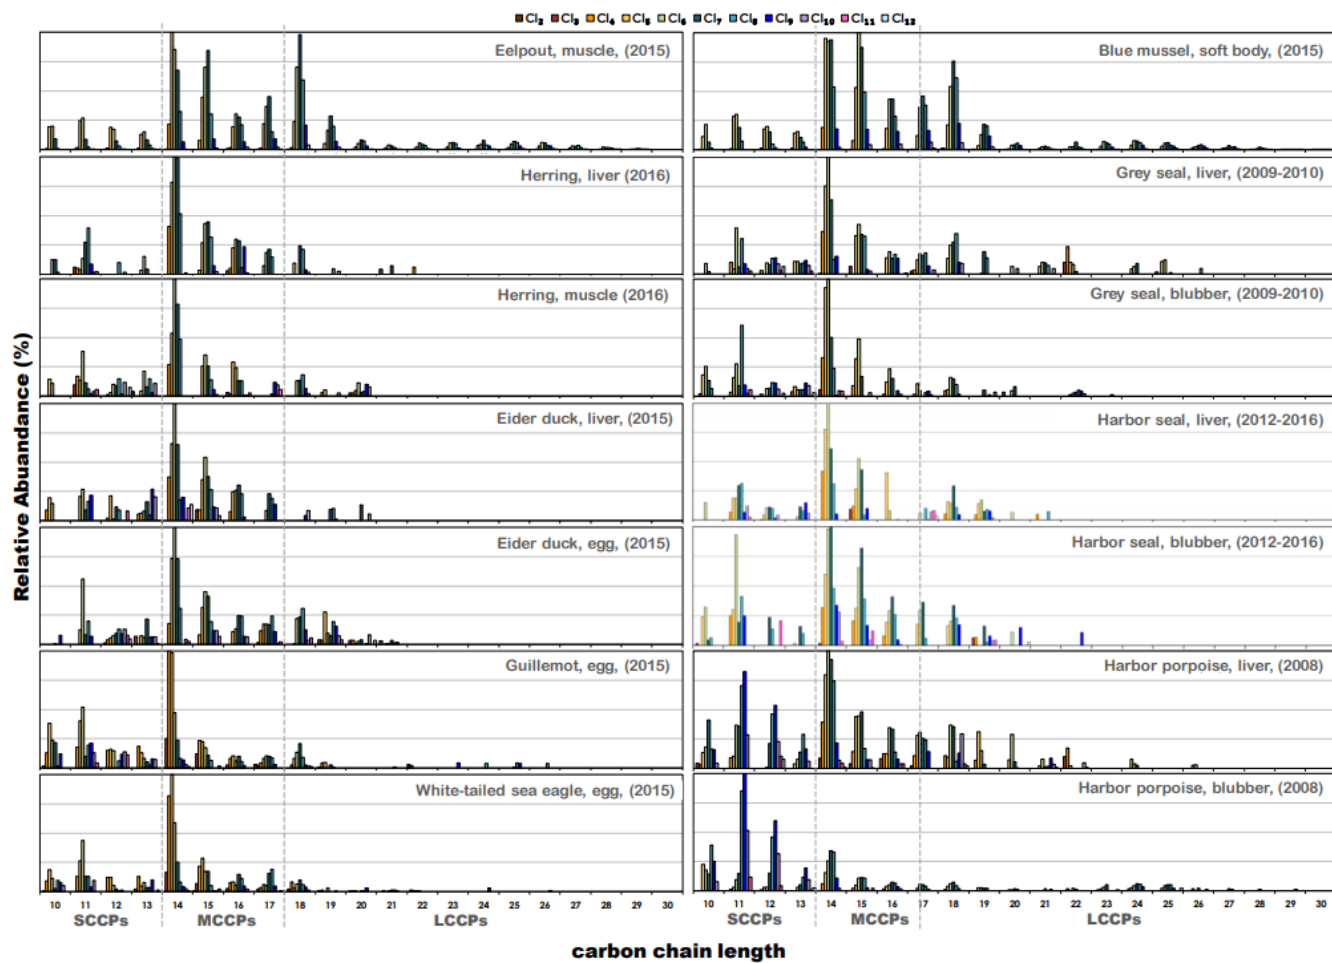 Cl₂ Cl₃ Cl₄ Cl₅ Cl₆ Cl₇ Cl₈ Cl₉ Cl₁₀ Cl₁₁ Cl₁₂
Eelpout, muscle, (2015)
Blue mussel, soft body, (2015)
Herring, liver (2016)
Grey seal, liver, (2009-2010)
Herring, muscle (2016)
Grey seal, blubber, (2009-2010)
Eider duck, liver, (2015)
Harbor seal, liver, (2012-2016)
Eider duck, egg, (2015)
Harbor seal, blubber, (2012-2016)
Guillemot, egg, (2015)
Harbor porpoise, liver, (2008)
White-tailed sea eagle, egg, (2015)
Harbor porpoise, blubber, (2008)
Relative Abuandance (%)
10 11 12 13 14 15 16 17 18 19 20 21 22 23 24 25 26 27 28 29 30
10 11 12 13 14 15 16 17 18 19 20 21 22 23 24 25 26 27 28 29 30
SCCPs MCCPs LCCPs
SCCPs MCCPs LCCPs
carbon chain length